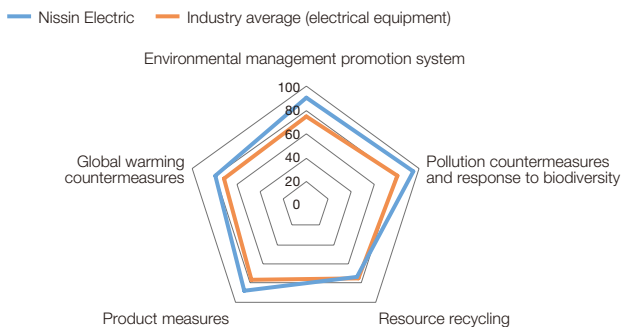 Nissin Electric
Industry average (electrical equipment)
Environmental management promotion system
100
80
60
40
20
0
Global warming
countermeasures
Pollution countermeasures
and response to biodiversity
Product measures
Resource recycling